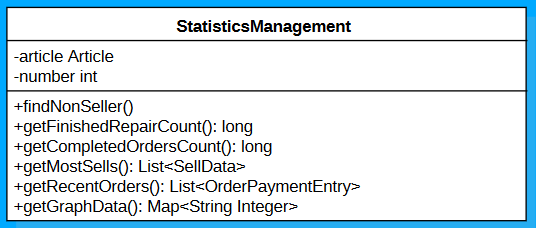 StatisticsManagement
-article Article
-number int
+findNonSeller()
+getFinishedRepairCount(): long
+getCompletedOrdersCount(): long
+getMostSells(): List<SellData>
+getRecentOrders(): List<OrderPaymentEntry>
+getGraphData(): Map<String Integer>